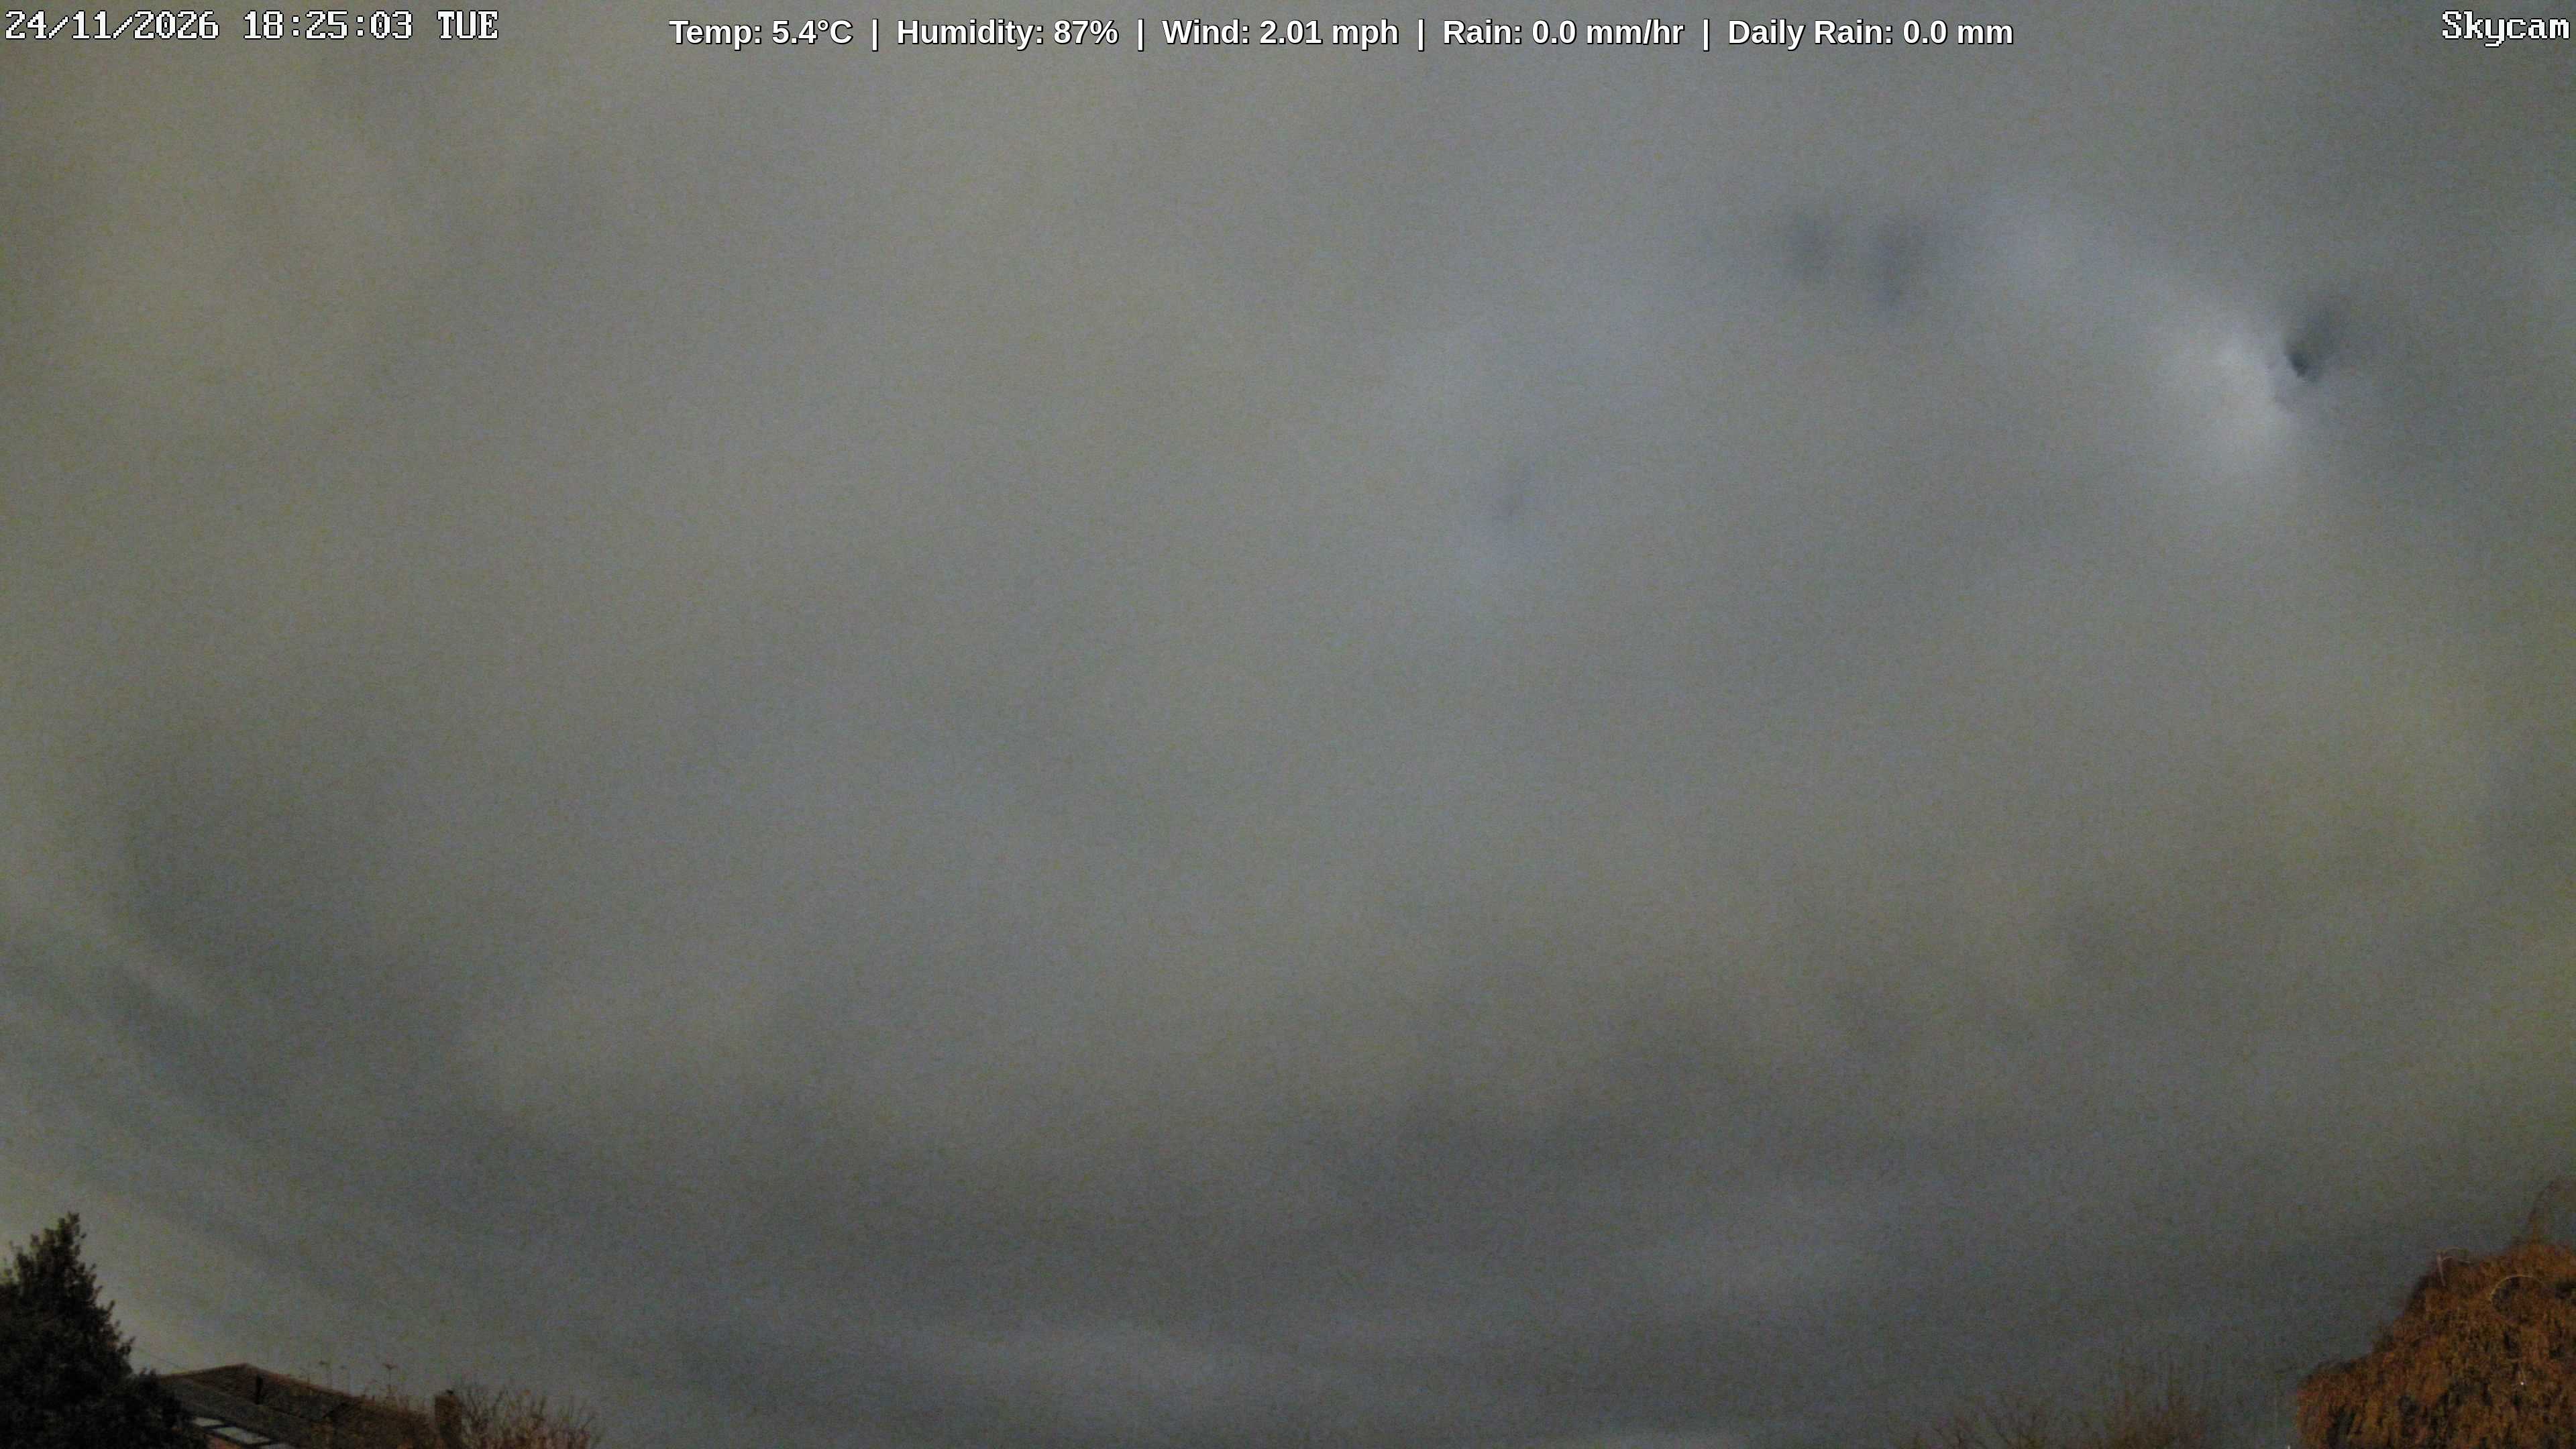 24/11/2026 18:25:03 TUE
Temp: 5.4°C | Humidity: 87% | Wind: 2.01 mph | Rain: 0.0 mm/hr | Daily Rain: 0.0 mm
Skycam